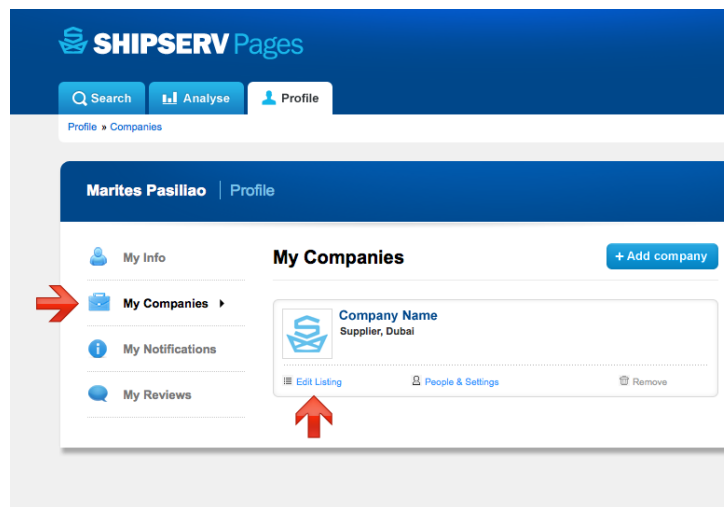 SHIPSERV Pages
Search Analyse Profile
Profile » Companies
Marites Pasiliao | Profile
My Info
My Companies
My Notifications
My Reviews
My Companies
+ Add company
Company Name
Supplier, Dubai
Edit Listing People & Settings Remove